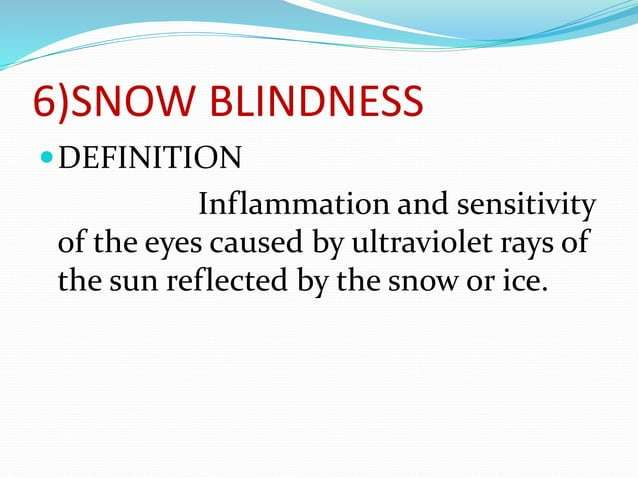 6)SNOW BLINDNESS
DEFINITION
Inflammation and sensitivity
of the eyes caused by ultraviolet rays of
the sun reflected by the snow or ice.